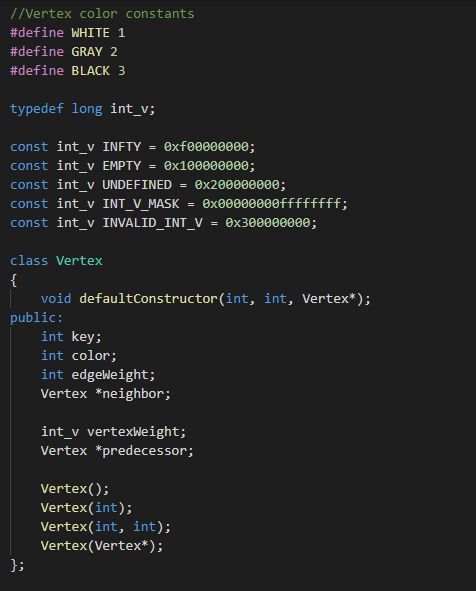 //Vertex color constants
#define WHITE 1
#define GRAY 2
#define BLACK 3
typedef long int_v;
const int_v INFTY = 0xf00000000;
const int_v EMPTY = 0x100000000;
const int_v UNDEFINED = 0x200000000;
const int_v INT_V_MASK = 0x00000000ffffffff;
const int_v INVALID_INT_V = 0x300000000;
class Vertex
{
    void defaultConstructor(int, int, Vertex*);
public:
    int key;
    int color;
    int edgeWeight;
    Vertex *neighbor;
    int_v vertexWeight;
    Vertex *predecessor;
    Vertex();
    Vertex(int);
    Vertex(int, int);
    Vertex(Vertex*);
};